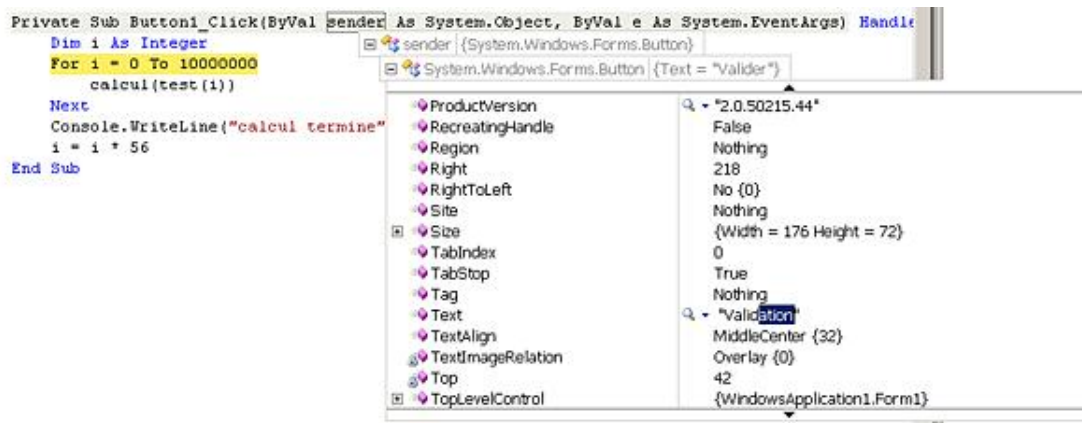 Private Sub Button1_Click(ByVal sender As System.Object, ByVal e As System.EventArgs) Handle
Dim i As Integer
sender {System.Windows.Forms.Button}
For i = 0 To 10000000
System.Windows.Forms.Button {Text = "Valider"}
calcul(test(i))
Next
Console.WriteLine("calcul termine"
i = i * 56
End Sub
ProductVersion "2.0.50215.44"
RecreatingHandle False
Region Nothing
Right 218
RightToLeft No {0}
Site Nothing
Size {Width = 176 Height = 72}
TabIndex 0
TabStop True
Tag Nothing
Text "Validation"
TextAlign MiddleCenter {32}
TextImageRelation Overlay {0}
Top 42
TopLevelControl {WindowsApplication1.Form1}